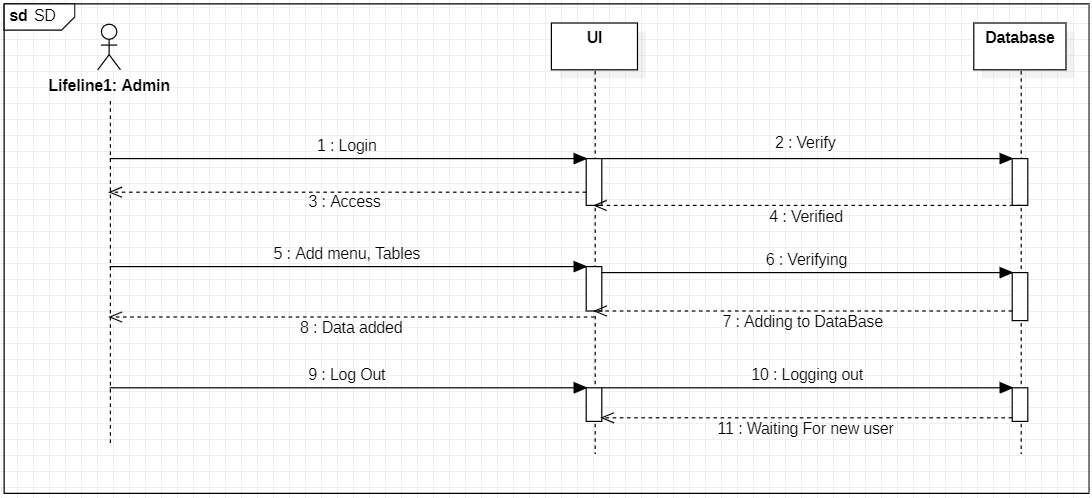 sd SD
UI
Database
Lifeline1: Admin
1 : Login
2 : Verify
3 : Access
4 : Verified
5 : Add menu, Tables
6 : Verifying
7 : Adding to DataBase
8 : Data added
9 : Log Out
10 : Logging out
11 : Waiting For new user